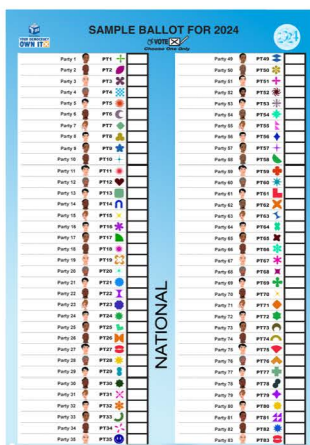 SAMPLE BALLOT FOR 2024
VOTE
Choose One Only
YOUR DEMOCRACY
OWN IT
Party 1 PT1
Party 2 PT2
Party 3 PT3
Party 4 PT4
Party 5 PT5
Party 6 PT6
Party 7 PT7
Party 8 PT8
Party 9 PT9
Party 10 PT10
Party 11 PT11
Party 12 PT12
Party 13 PT13
Party 14 PT14
Party 15 PT15
Party 16 PT16
Party 17 PT17
Party 18 PT18
Party 19 PT19
Party 20 PT20
Party 21 PT21
Party 22 PT22
Party 23 PT23
Party 24 PT24
Party 25 PT25
Party 26 PT26
Party 27 PT27
Party 28 PT28
Party 29 PT29
Party 30 PT30
Party 31 PT31
Party 32 PT32
Party 33 PT33
Party 34 PT34
Party 35 PT35
NATIONAL
Party 49 PT49
Party 50 PT50
Party 51 PT51
Party 52 PT52
Party 53 PT53
Party 54 PT54
Party 55 PT55
Party 56 PT56
Party 57 PT57
Party 58 PT58
Party 59 PT59
Party 60 PT60
Party 61 PT61
Party 62 PT62
Party 63 PT63
Party 64 PT64
Party 65 PT65
Party 66 PT66
Party 67 PT67
Party 68 PT68
Party 69 PT69
Party 70 PT70
Party 71 PT71
Party 72 PT72
Party 73 PT73
Party 74 PT74
Party 75 PT75
Party 76 PT76
Party 77 PT77
Party 78 PT78
Party 79 PT79
Party 80 PT80
Party 81 PT81
Party 82 PT82
Party 83 PT83